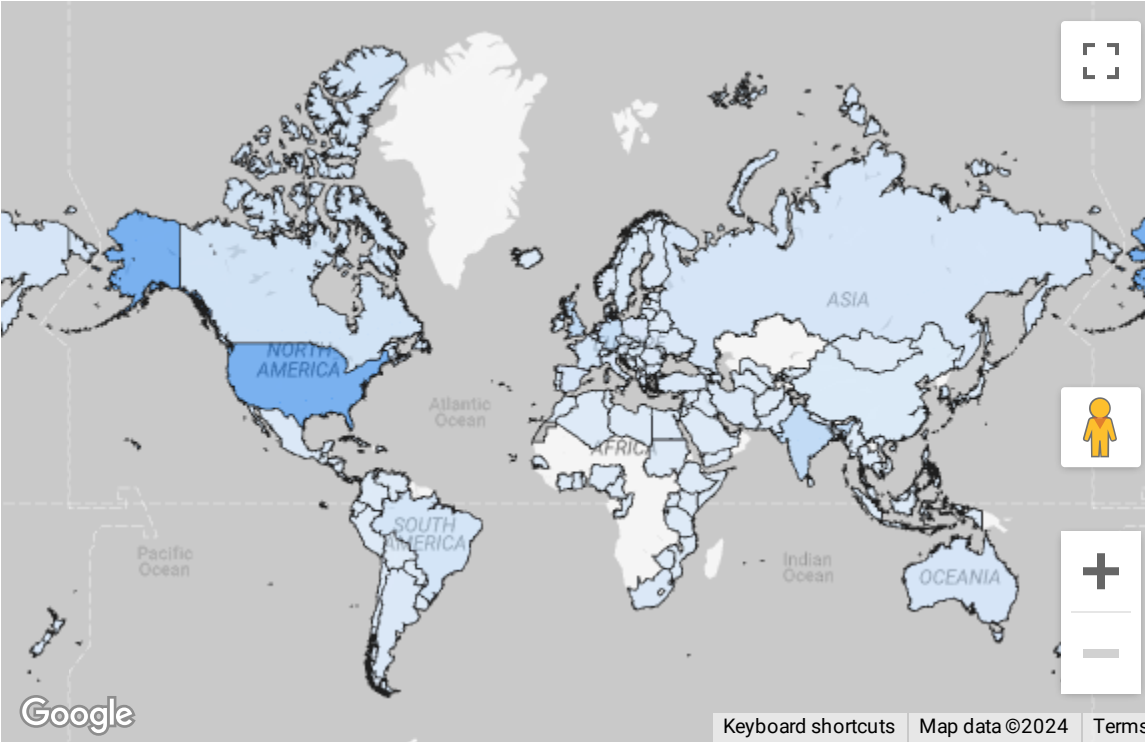 ASIA
NORTH
AMERICA
EUROPE
Atlantic
Ocean
AFRICA
SOUTH
AMERICA
Pacific
Ocean
Indian
Ocean
OCEANIA
Google
Keyboard shortcuts
Map data ©2024
Terms